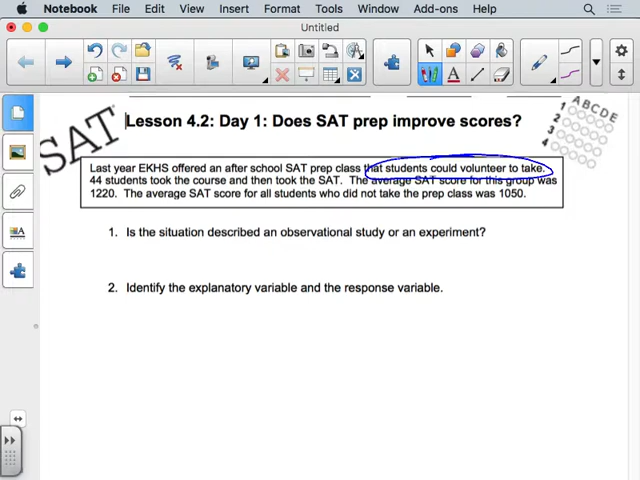 Notebook File Edit View Insert Format Tools Window Add-ons Help
Untitled
SAT
Lesson 4.2: Day 1: Does SAT prep improve scores?
A B C D E
1
2
3
4
Last year EKHS offered an after school SAT prep class that students could volunteer to take.
44 students took the course and then took the SAT. The average SAT score for this group was
1220. The average SAT score for all students who did not take the prep class was 1050.
1. Is the situation described an observational study or an experiment?
2. Identify the explanatory variable and the response variable.